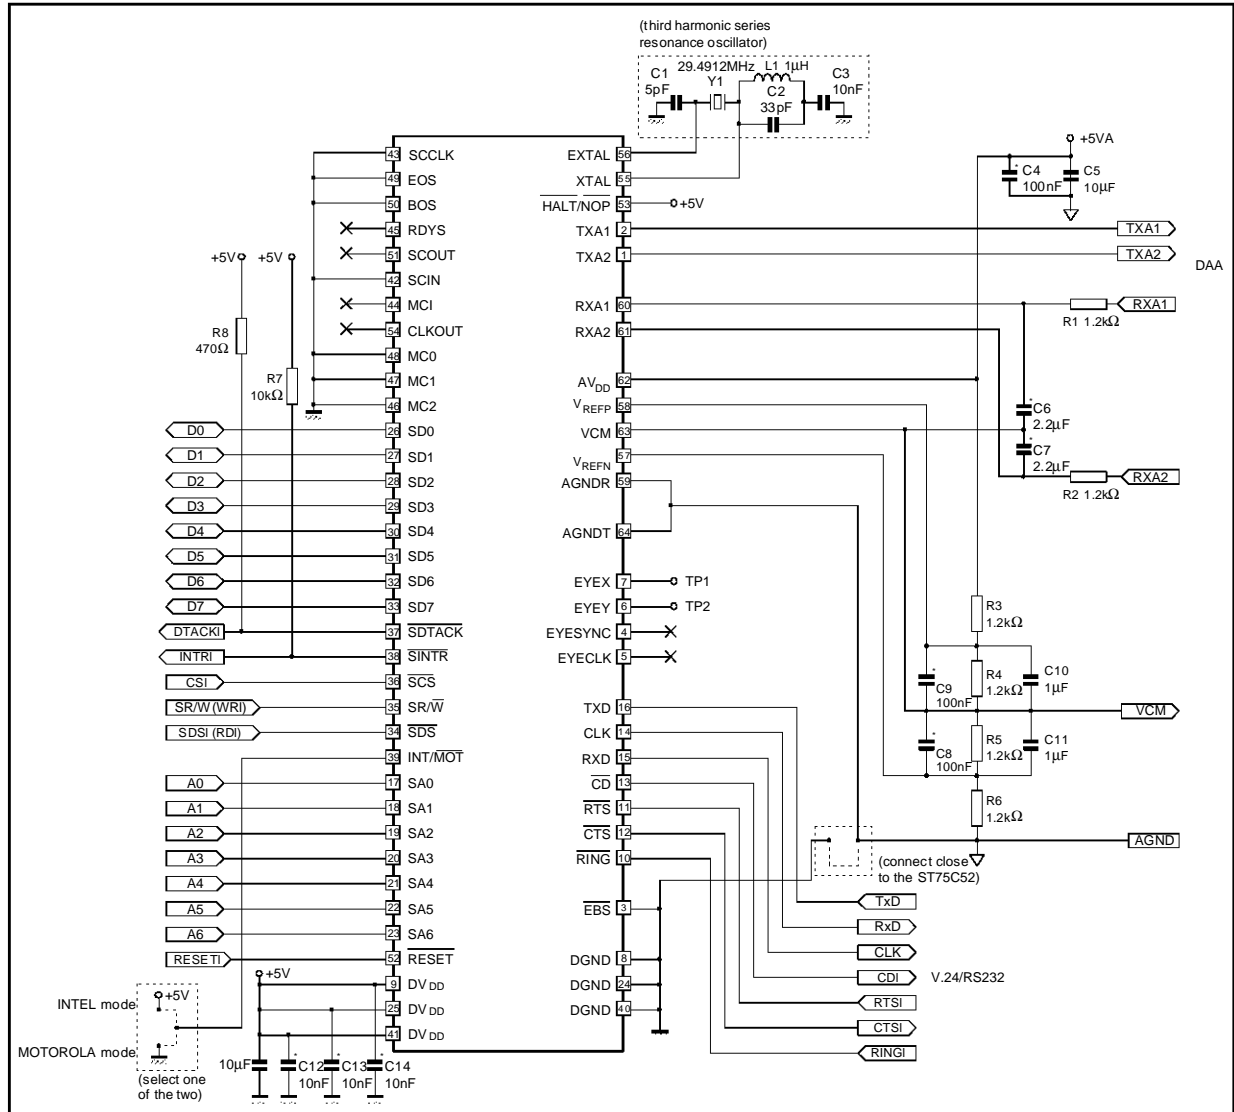 (third harmonic series
resonance oscillator)
29.4912MHz
L1 1µH
C1
5pF
Y1
C2
33pF
C3
10nF
+5VA
C4
100nF
C5
10µF
43 SCCLK
49 EOS
50 BOS
45 RDYS
51 SCOUT
42 SCIN
44 MCI
54 CLKOUT
48 MC0
47 MC1
46 MC2
26 SD0
27 SD1
28 SD2
29 SD3
30 SD4
31 SD5
32 SD6
33 SD7
37 SDTACK
38 SINTR
36 SCS
35 SR/W
34 SDS
39 INT/MOT
17 SA0
18 SA1
19 SA2
20 SA3
21 SA4
22 SA5
23 SA6
52 RESET
9 DVDD
25 DVDD
41 DVDD
EXTAL 56
XTAL 55
HALT/NOP 53
+5V
TXA1 2
TXA2 1
RXA1 60
RXA2 61
AVDD 62
VREFP 58
VCM 63
VREFN 57
AGNDR 59
AGNDT 64
EYEX 7
TP1
EYEY 6
TP2
EYESYNC 4
EYECLK 5
TXD 16
CLK 14
RXD 15
CD 13
RTS 11
CTS 12
RING 10
EBS 3
DGND 8
DGND 24
DGND 40
+5V
+5V
R8
470Ω
R7
10kΩ
D0
D1
D2
D3
D4
D5
D6
D7
DTACKI
INTRI
CSI
SR/W (WRI)
SDSI (RDI)
A0
A1
A2
A3
A4
A5
A6
RESETI
+5V
INTEL mode
+5V
MOTOROLA mode
(select one
of the two)
10µF
C12
10nF
C13
10nF
C14
10nF
TXA1
TXA2
DAA
RXA1
R1 1.2kΩ
C6
2.2µF
C7
2.2µF
RXA2
R2 1.2kΩ
R3
1.2kΩ
C9
100nF
R4
1.2kΩ
C10
1µF
VCM
C8
100nF
R5
1.2kΩ
C11
1µF
R6
1.2kΩ
AGND
(connect close
to the ST75C52)
TxD
RxD
CLK
CDI
V.24/RS232
RTSI
CTSI
RINGI